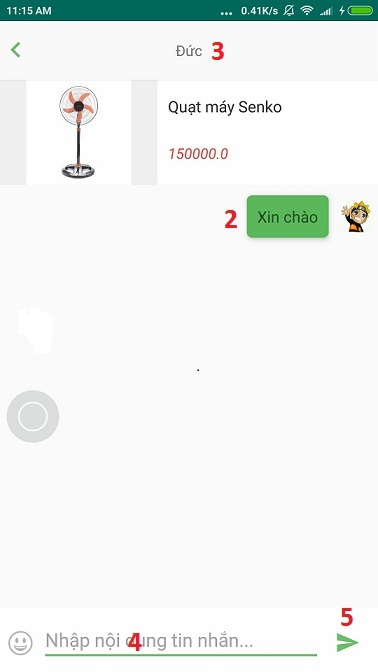 11:15 AM ... 0.41K/s
Đức 3
Quạt máy Senko
150000.0
2 Xin chào
.
5
Nhập nội dung tin nhắn...
4